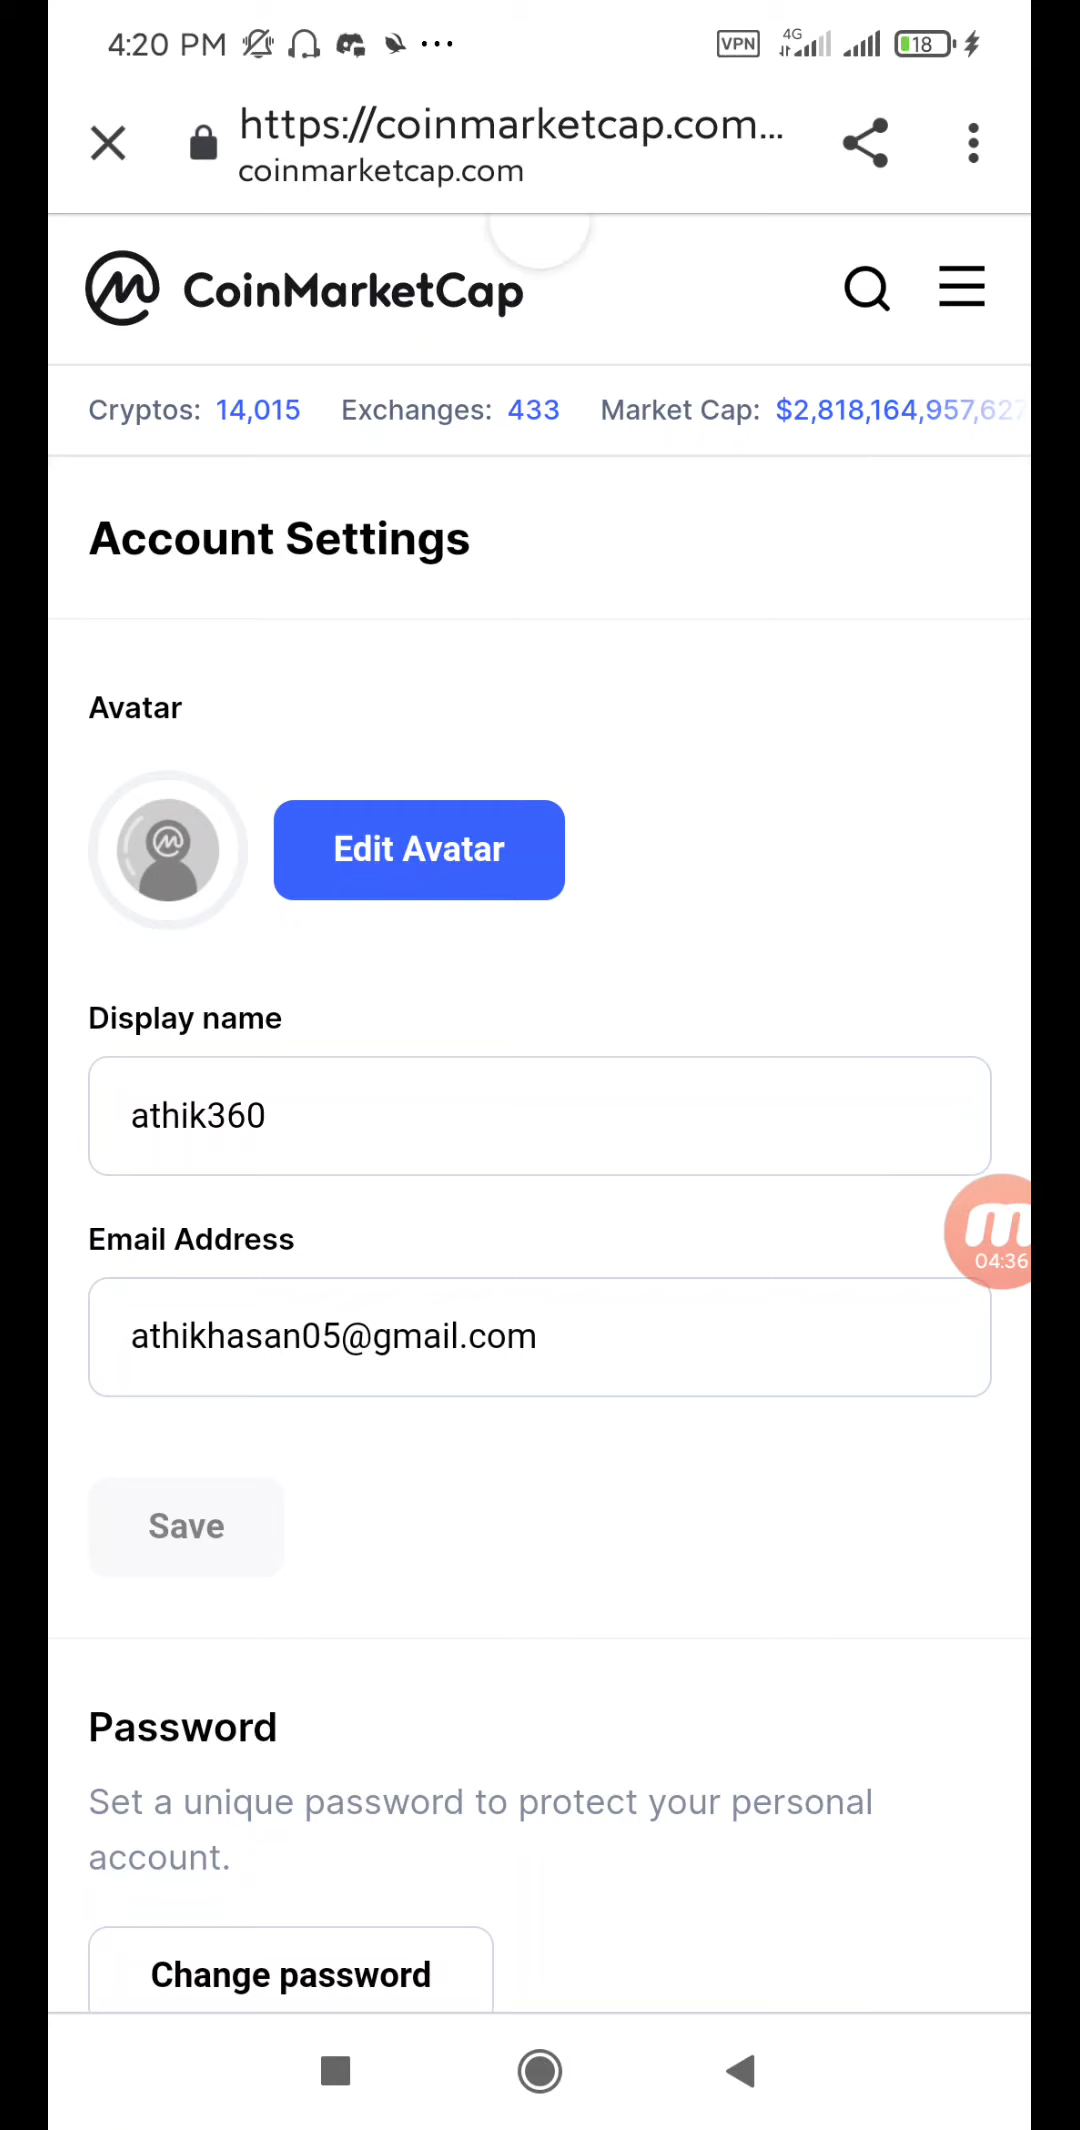 4:20 PM
VPN 4G 18
https://coinmarketcap.com...
coinmarketcap.com
CoinMarketCap
Cryptos: 14,015 Exchanges: 433 Market Cap: $2,818,164,957,627
Account Settings
Avatar
Edit Avatar
Display name
athik360
Email Address
04:36
athikhasan05@gmail.com
Save
Password
Set a unique password to protect your personal
account.
Change password